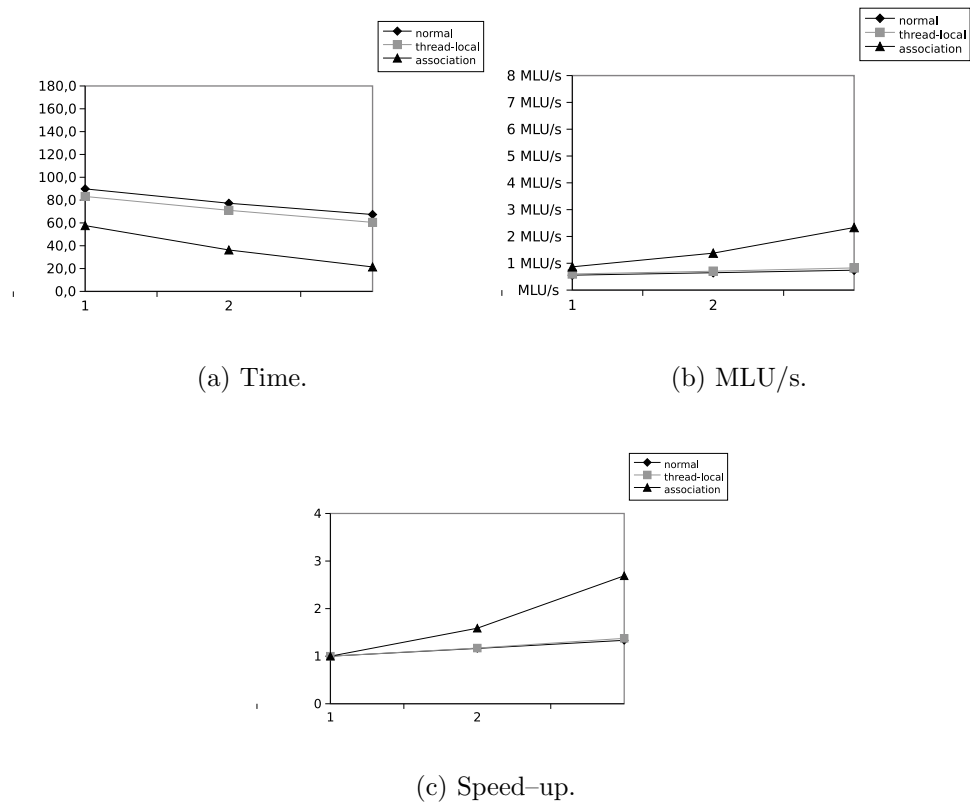 normal
thread-local
association
180,0
160,0
140,0
120,0
100,0
80,0
60,0
40,0
20,0
0,0
1 2
(a) Time.
normal
thread-local
association
8 MLU/s
7 MLU/s
6 MLU/s
5 MLU/s
4 MLU/s
3 MLU/s
2 MLU/s
1 MLU/s
MLU/s
1 2
(b) MLU/s.
normal
thread-local
association
4
3
2
1
0
1 2
(c) Speed–up.